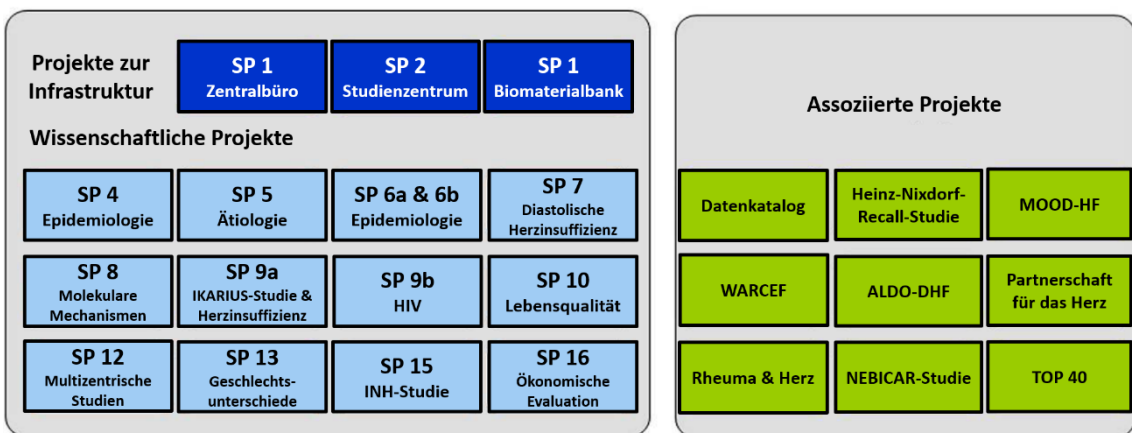 Projekte zur
Infrastruktur
SP 1
Zentralbüro
SP 2
Studienzentrum
SP 1
Biomaterialbank
Wissenschaftliche Projekte
SP 4
Epidemiologie
SP 5
Ätiologie
SP 6a & 6b
Epidemiologie
SP 7
Diastolische
Herzinsuffizienz
SP 8
Molekulare
Mechanismen
SP 9a
IKARIUS-Studie &
Herzinsuffizienz
SP 9b
HIV
SP 10
Lebensqualität
SP 12
Multizentrische
Studien
SP 13
Geschlechts-
unterschiede
SP 15
INH-Studie
SP 16
Ökonomische
Evaluation
Assoziierte Projekte
Datenkatalog
Heinz-Nixdorf-
Recall-Studie
MOOD-HF
WARCEF
ALDO-DHF
Partnerschaft
für das Herz
Rheuma & Herz
NEBICAR-Studie
TOP 40